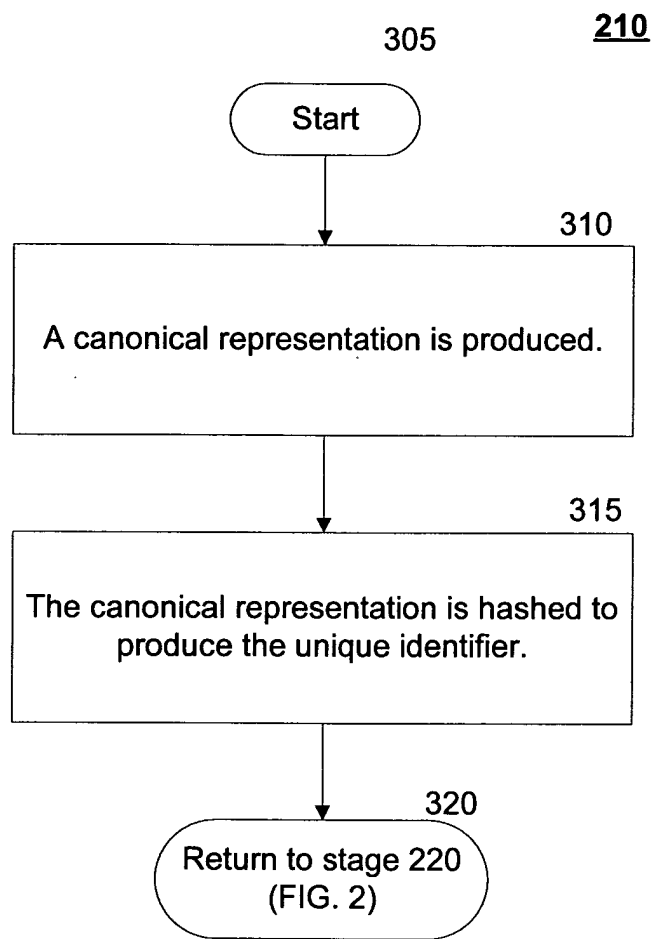 210
305
Start
310
A canonical representation is produced.
315
The canonical representation is hashed to
produce the unique identifier.
320
Return to stage 220
(FIG. 2)